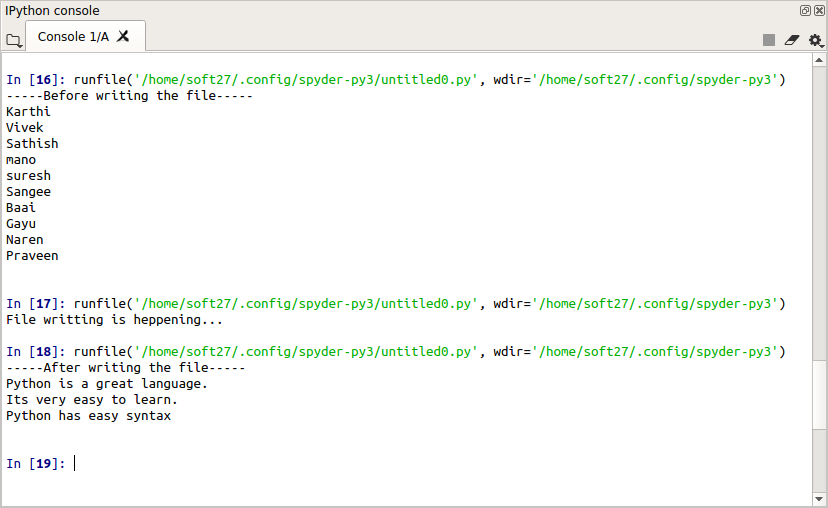 IPython console
Console 1/A
In [16]: runfile('/home/soft27/.config/spyder-py3/untitled0.py', wdir='/home/soft27/.config/spyder-py3')
-----Before writing the file-----
Karthi
Vivek
Sathish
mano
suresh
Sangee
Baai
Gayu
Naren
Praveen
In [17]: runfile('/home/soft27/.config/spyder-py3/untitled0.py', wdir='/home/soft27/.config/spyder-py3')
File writting is heppening...
In [18]: runfile('/home/soft27/.config/spyder-py3/untitled0.py', wdir='/home/soft27/.config/spyder-py3')
-----After writing the file-----
Python is a great language.
Its very easy to learn.
Python has easy syntax
In [19]: